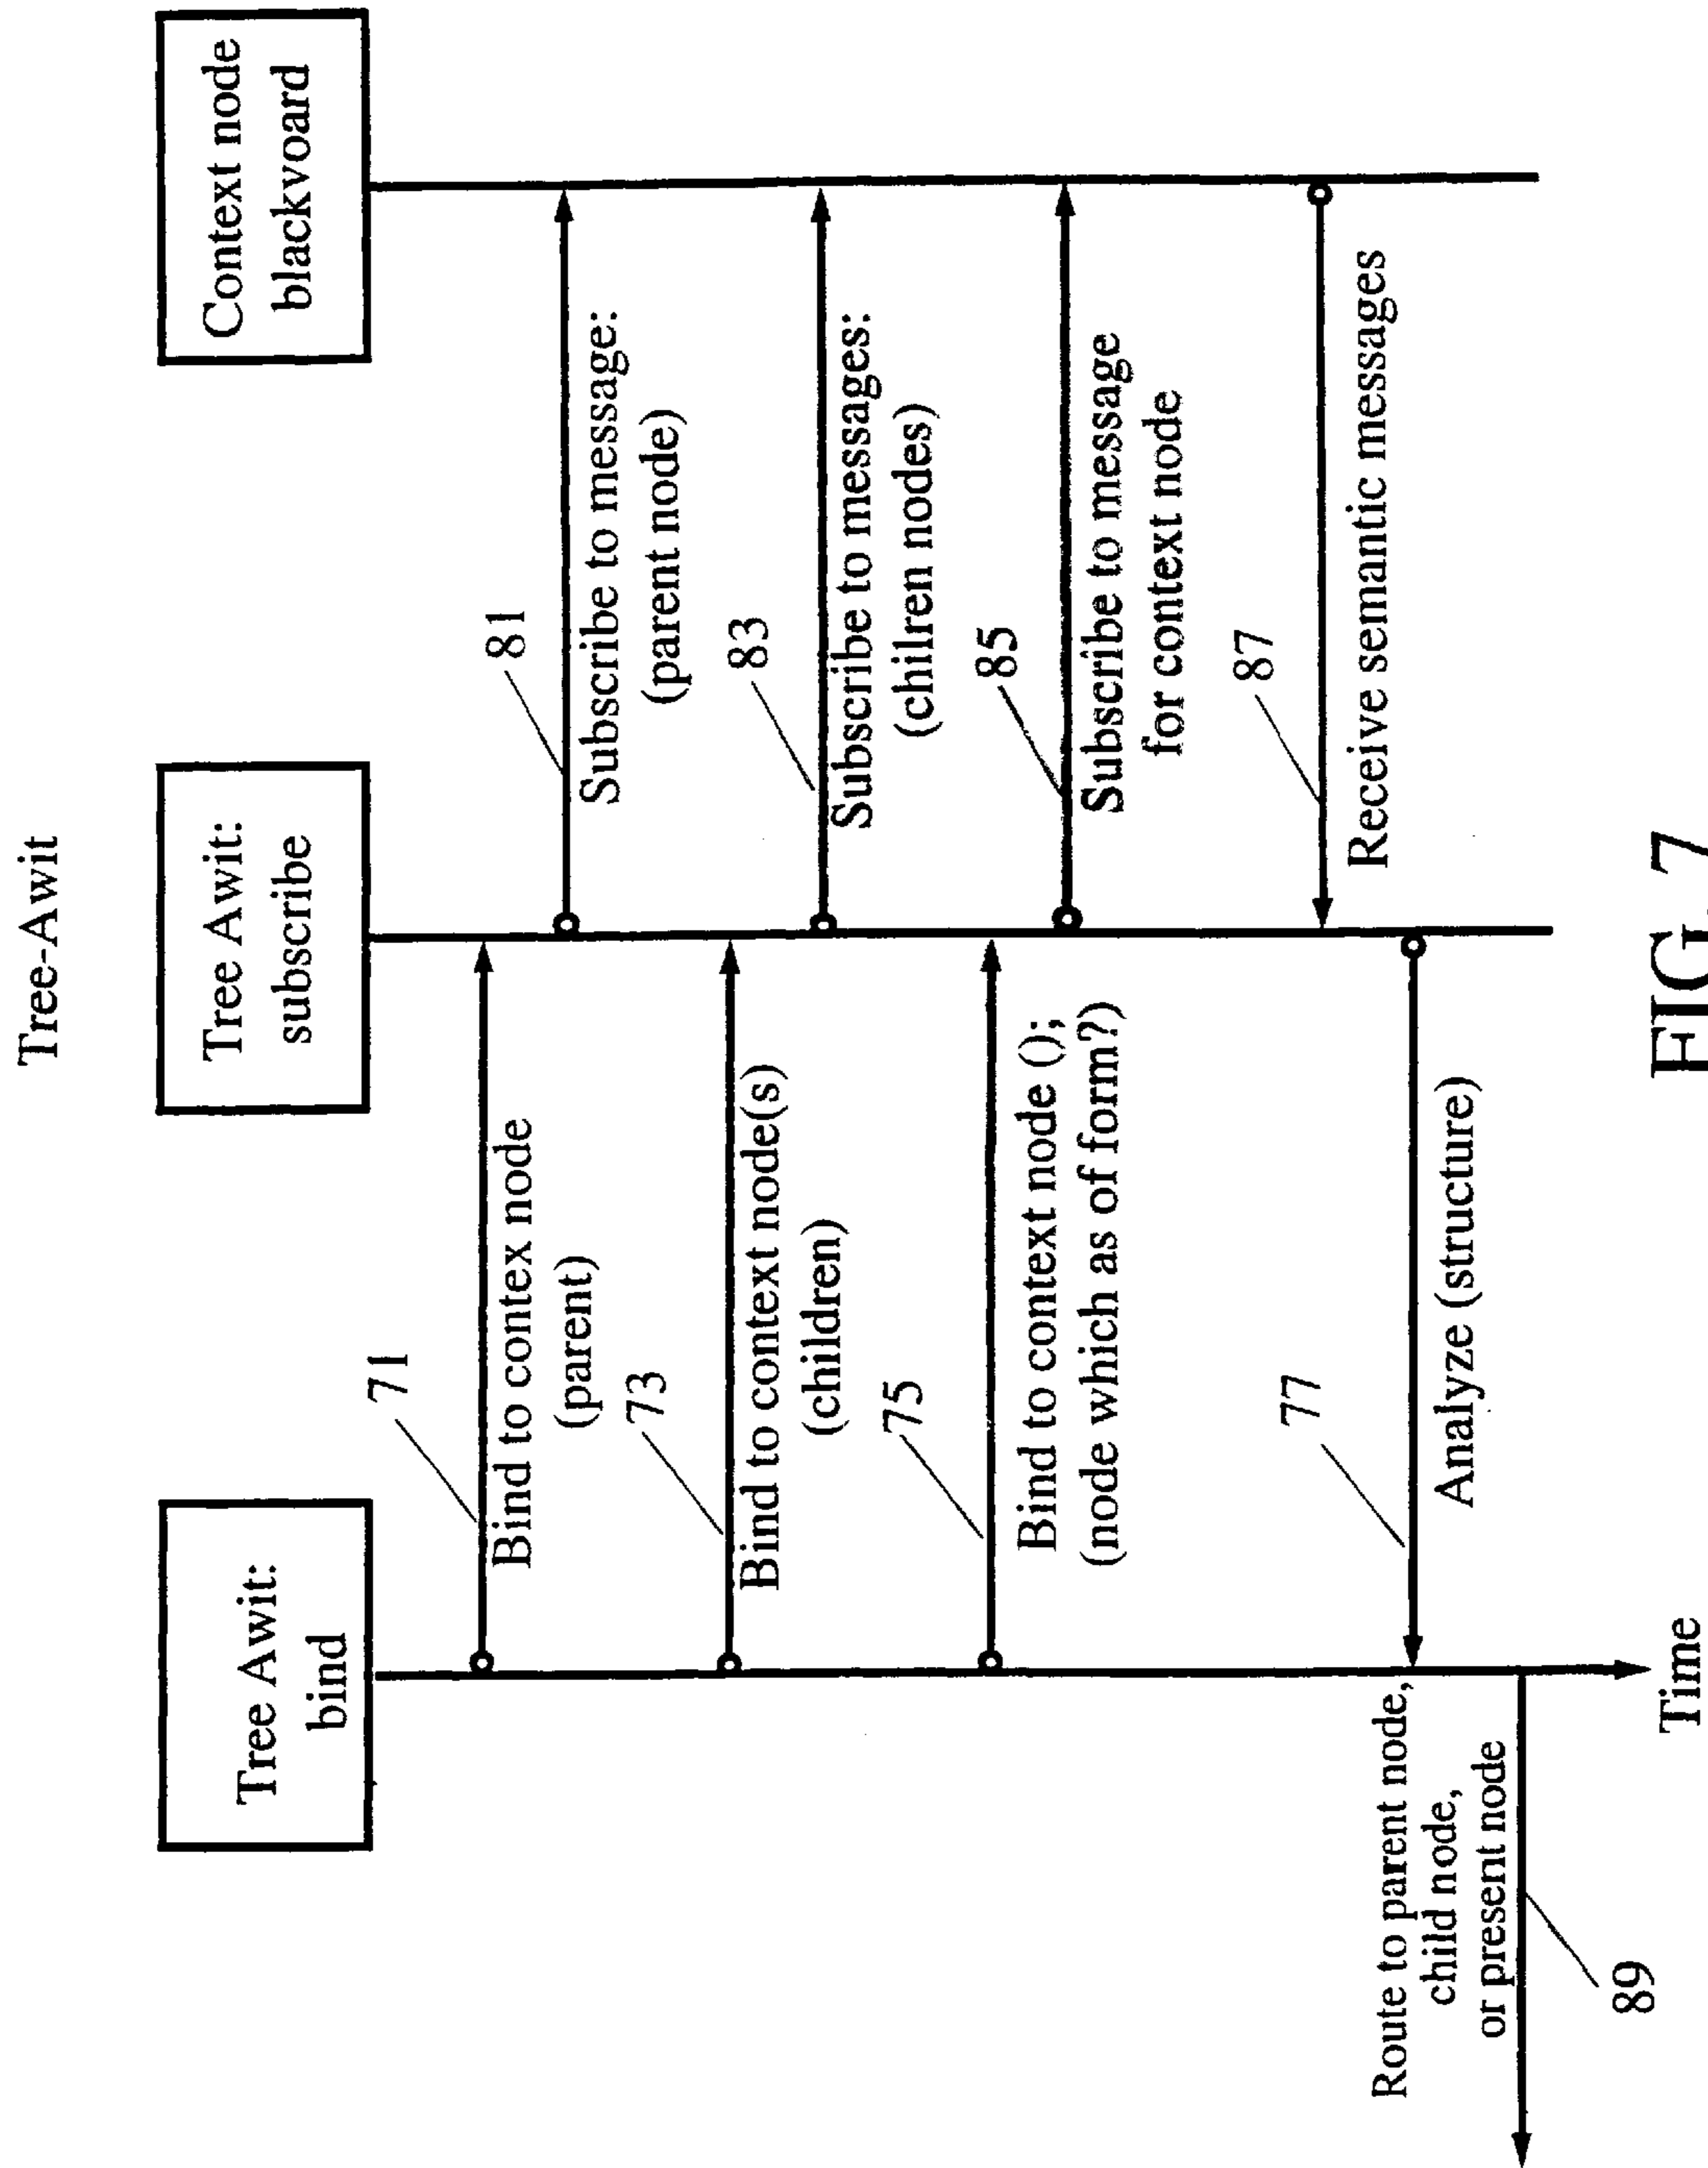 Tree-Awit
Tree Awit:
bind
Tree Awit:
subscribe
Context node
blackvoard
71
Bind to contex node
(parent)
81
Subscribe to message:
(parent node)
73
Bind to context node(s)
(children)
83
Subscribe to messages:
(chilren nodes)
75
Bind to context node ();
(node which as of form?)
85
Subscribe to message
for context node
87
Receive semantic messages
77
Analyze (structure)
Route to parent node,
child node,
or present node
89
Time
FIG. 7